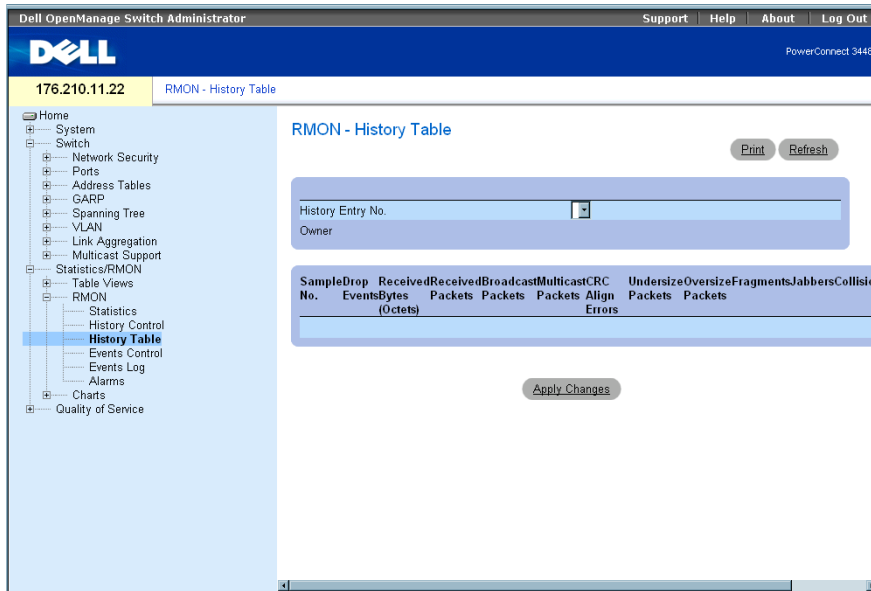 Dell OpenManage Switch Administrator
Support Help About Log Out
DELL
PowerConnect 3448
176.210.11.22
RMON - History Table
Home
System
Switch
Network Security
Ports
Address Tables
GARP
Spanning Tree
VLAN
Link Aggregation
Multicast Support
Statistics/RMON
Table Views
RMON
Statistics
History Control
History Table
Events Control
Events Log
Alarms
Charts
Quality of Service
RMON - History Table
Print Refresh
History Entry No.
Owner
Sample Drop Received Received Broadcast Multicast CRC Undersize Oversize Fragments Jabbers Collisio
No. Events Bytes Packets Packets Packets Align Packets Packets
(Octets) Errors
Apply Changes